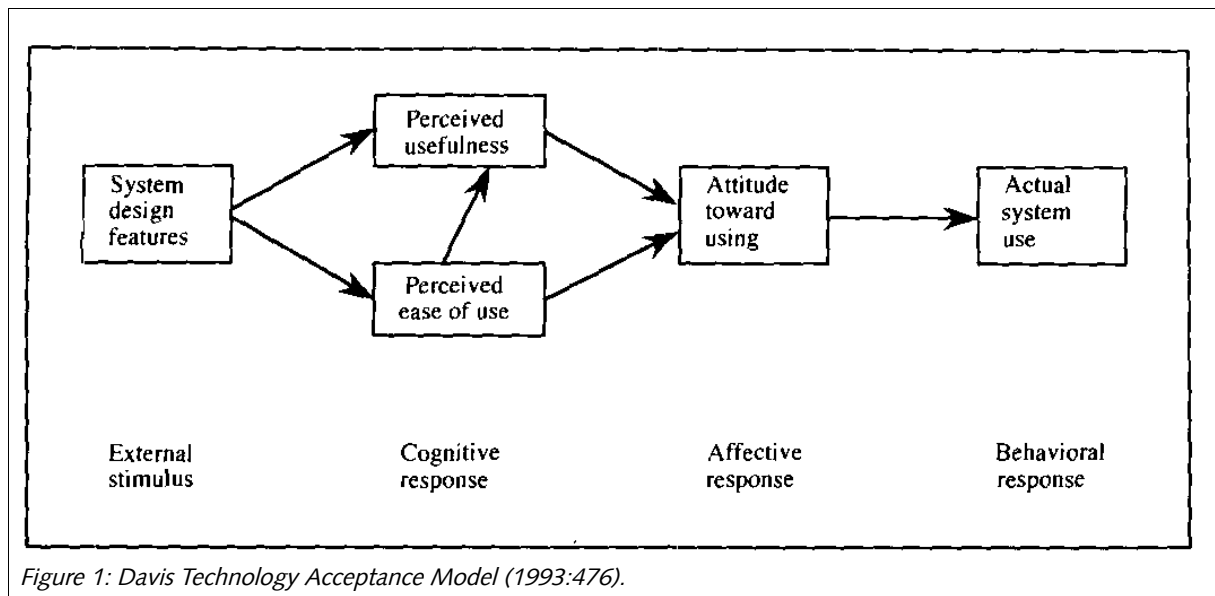 Perceived
usefulness
System
design
features
Perceived
ease of use
Attitude
toward
using
Actual
system
use
External
stimulus
Cognitive
response
Affective
response
Behavioral
response
Figure 1: Davis Technology Acceptance Model (1993:476).